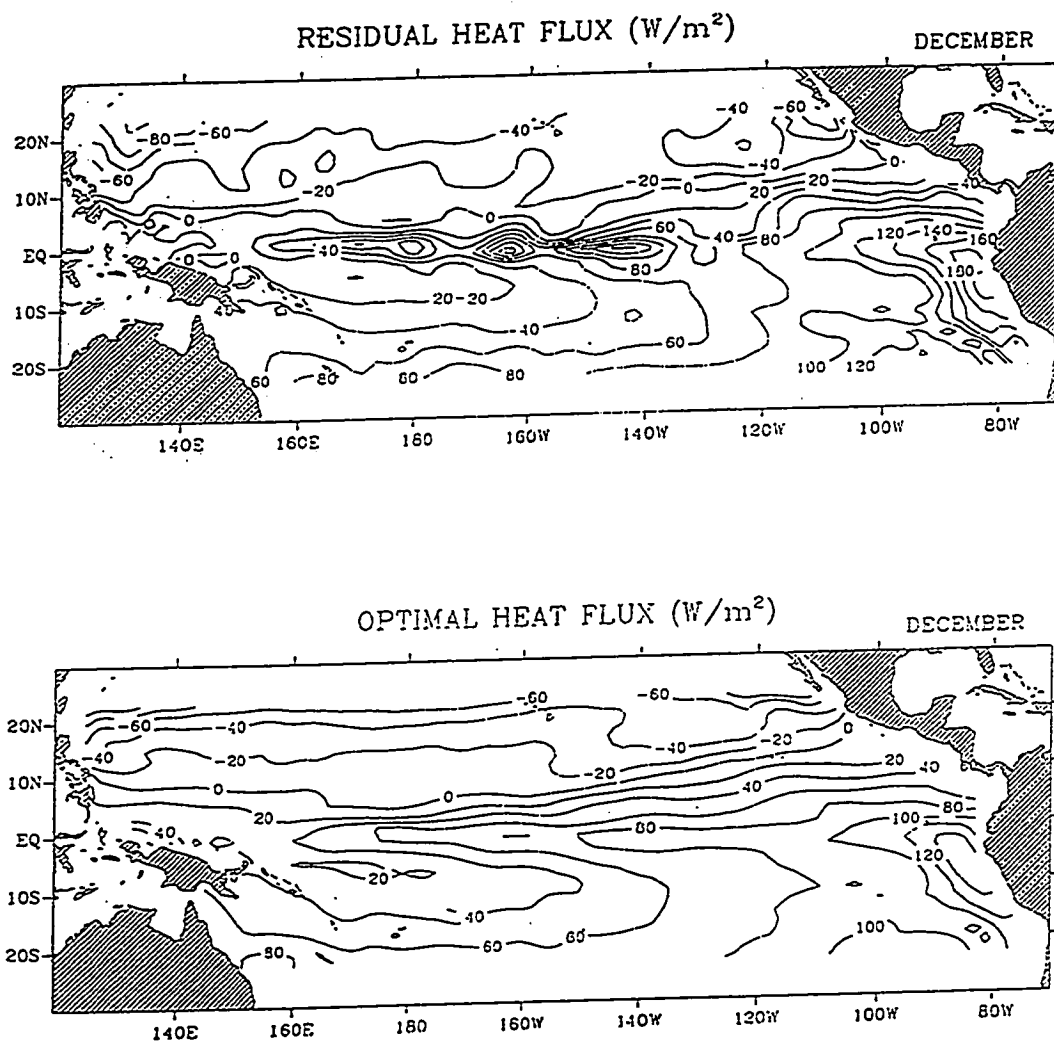 RESIDUAL HEAT FLUX (W/m²)
DECEMBER
20N
10N
EQ
10S
20S
-80 -60 -40 -40 -60
-60 -40 -20 -40
0 -20 0 20 20 0 40
0 60 40 80 120 140 160
0 0 40 80 180
20 -20
40 40 60
60 80 60 80 100 120
140E 160E 180 160W 140W 120W 100W 80W
OPTIMAL HEAT FLUX (W/m²)
DECEMBER
20N
10N
EQ
10S
20S
-60 -40 -60 -60
-40 -20 -40 -20 0
0 0 -20 20 40
20 40 80
40 80 100
20 120
40
60 60 100
80
140E 160E 180 160W 140W 120W 100W 80W